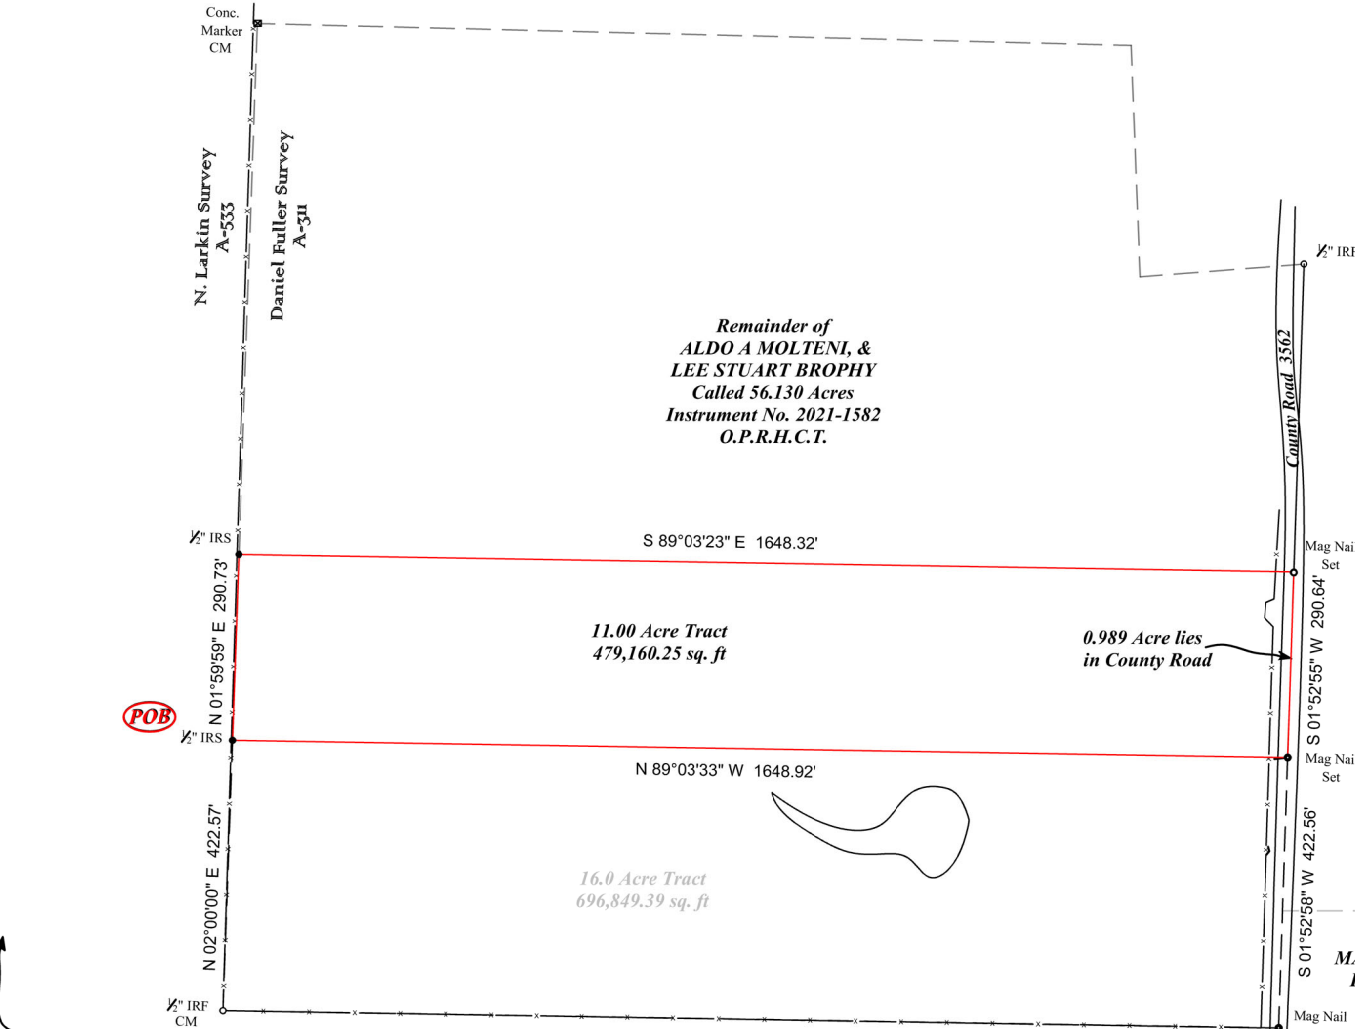 Conc.
Marker
CM
N. Larkin Survey
A-533
Daniel Fuller Survey
A-311
½" IRF
County Road 3562
Remainder of
ALDO A MOLTENI, &
LEE STUART BROPHY
Called 56.130 Acres
Instrument No. 2021-1582
O.P.R.H.C.T.
½" IRS
S 89°03'23" E 1648.32'
Mag Nail
Set
N 01°59'59" E 290.73'
11.00 Acre Tract
479,160.25 sq. ft
0.989 Acre lies
in County Road
S 01°52'55" W 290.64'
POB
½" IRS
N 89°03'33" W 1648.92'
Mag Nail
Set
N 02°00'00" E 422.57'
16.0 Acre Tract
696,849.39 sq. ft
S 01°52'58" W 422.56'
½" IRF
CM
Mag Nail